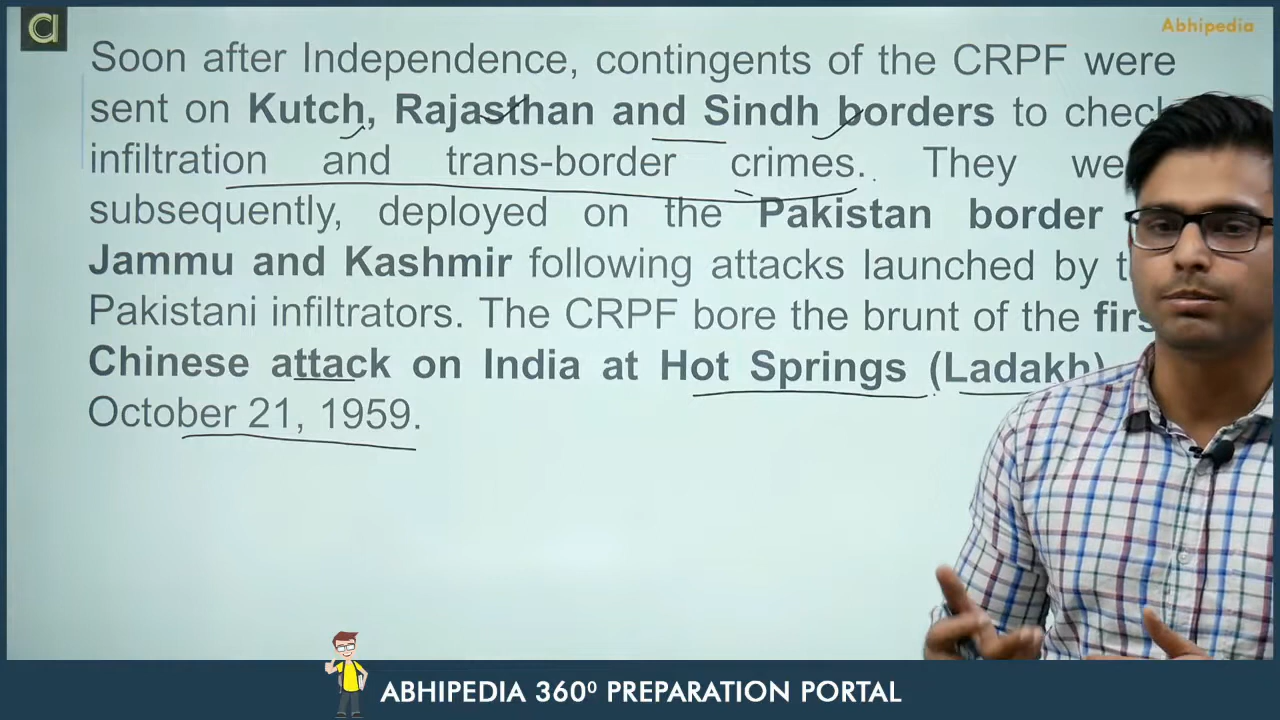 Abhipedia
Soon after Independence, contingents of the CRPF were
sent on Kutch, Rajasthan and Sindh borders to check
infiltration and trans-border crimes. They
subsequently, deployed on the Pakistan border
Jammu and Kashmir following attacks launched by
Pakistani infiltrators. The CRPF bore the brunt of the
Chinese attack on India at Hot Springs (Ladakh)
October 21, 1959.
ABHIPEDIA 360⁰ PREPARATION PORTAL